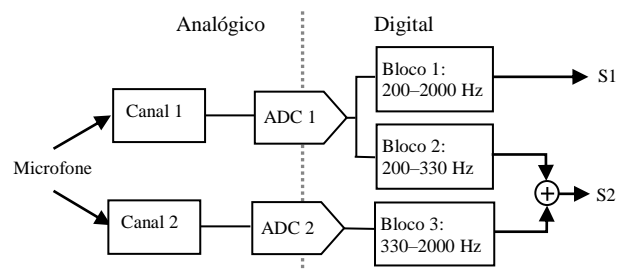 Analógico
Digital
Bloco 1:
200–2000 Hz
S1
Canal 1
ADC 1
Bloco 2:
200–330 Hz
Microfone
S2
Canal 2
ADC 2
Bloco 3:
330–2000 Hz